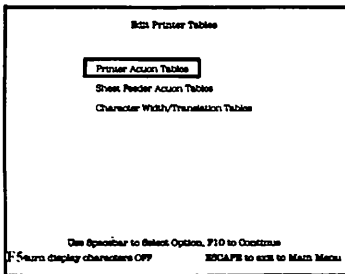 Edit Printer Tables
Printer Action Tables
Sheet Feeder Action Tables
Character Width/Translation Tables
Use Spacebar to Select Option, F10 to Continue
F5-turn display characters OFF ESCAPE to exit to Main Menu